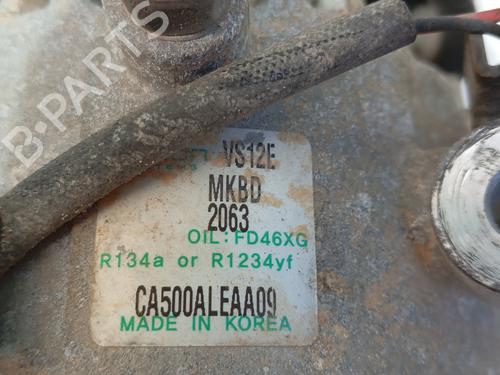 B-PARTS
VS12E
MKBD
2063
OIL: FD46XG
R134a or R1234yf
CA500ALEAA09
MADE IN KOREA